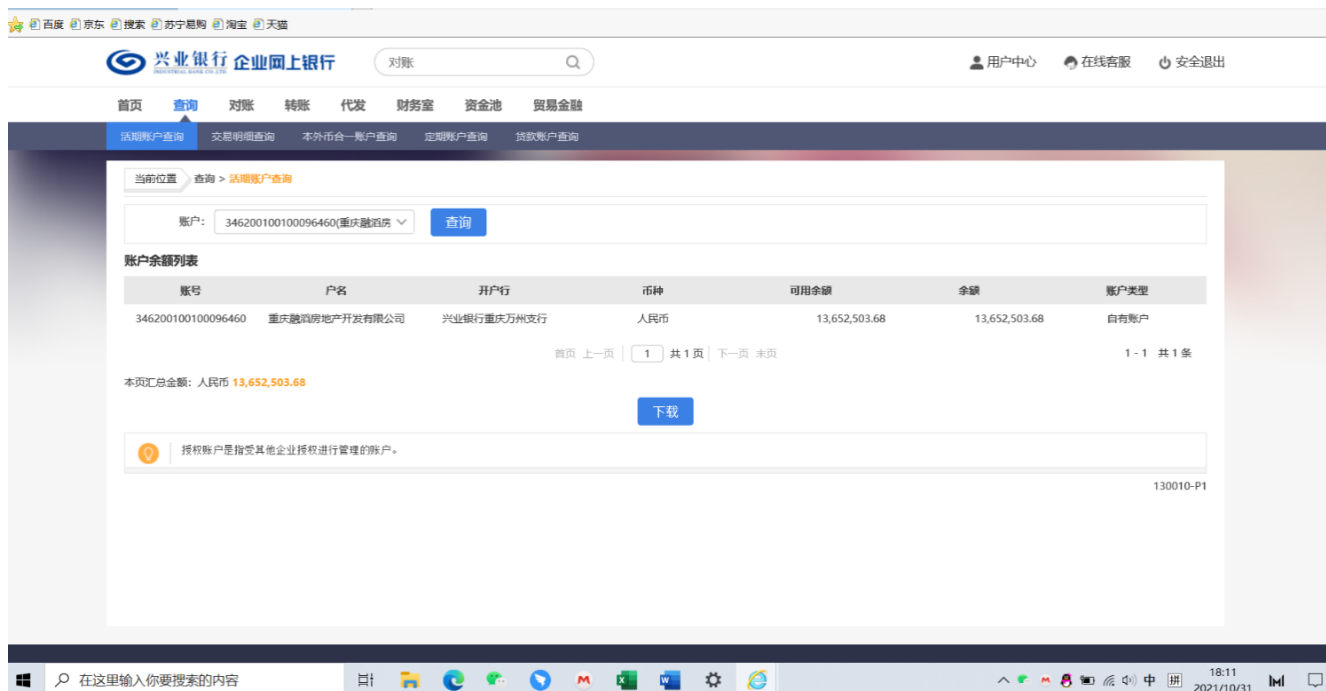 百度 京东 搜索 苏宁易购 淘宝 天猫
兴业银行 企业网上银行 对账 用户中心 在线客服 安全退出
INDUSTRIAL BANK CO.,LTD.
首页 查询 对账 转账 代发 财务室 资金池 贸易金融
活期账户查询 交易明细查询 本外币合一账户查询 定期账户查询 贷款账户查询
当前位置 查询 > 活期账户查询
账户: 346200100100096460(重庆融滔房 查询
账户余额列表
账号 户名 开户行 币种 可用余额 余额 账户类型
346200100100096460 重庆融滔房地产开发有限公司 兴业银行重庆万州支行 人民币 13,652,503.68 13,652,503.68 自有账户
首页 上一页 1 共 1 页 下一页 末页 1 - 1 共 1 条
本页汇总金额: 人民币 13,652,503.68
下载
授权账户是指受其他企业授权进行管理的账户。
130010-P1
在这里输入你要搜索的内容 中 拼 18:11
2021/10/31